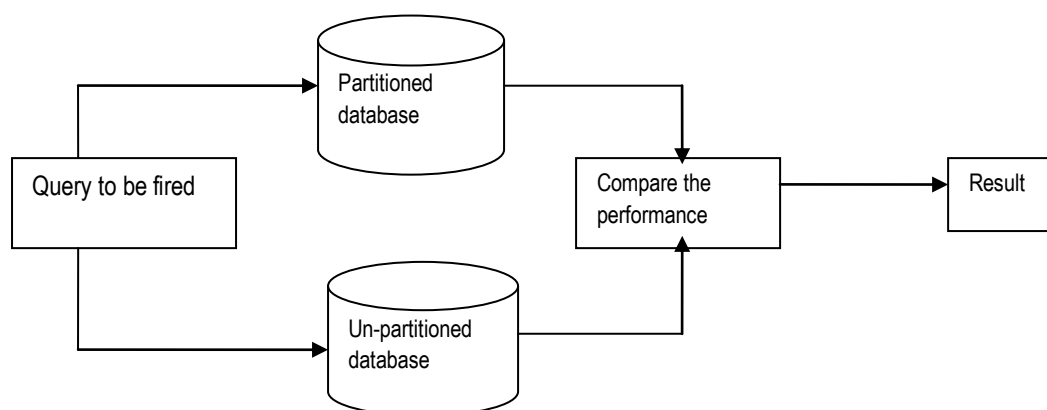 Partitioned
database
Query to be fired
Compare the
performance
Result
Un-partitioned
database